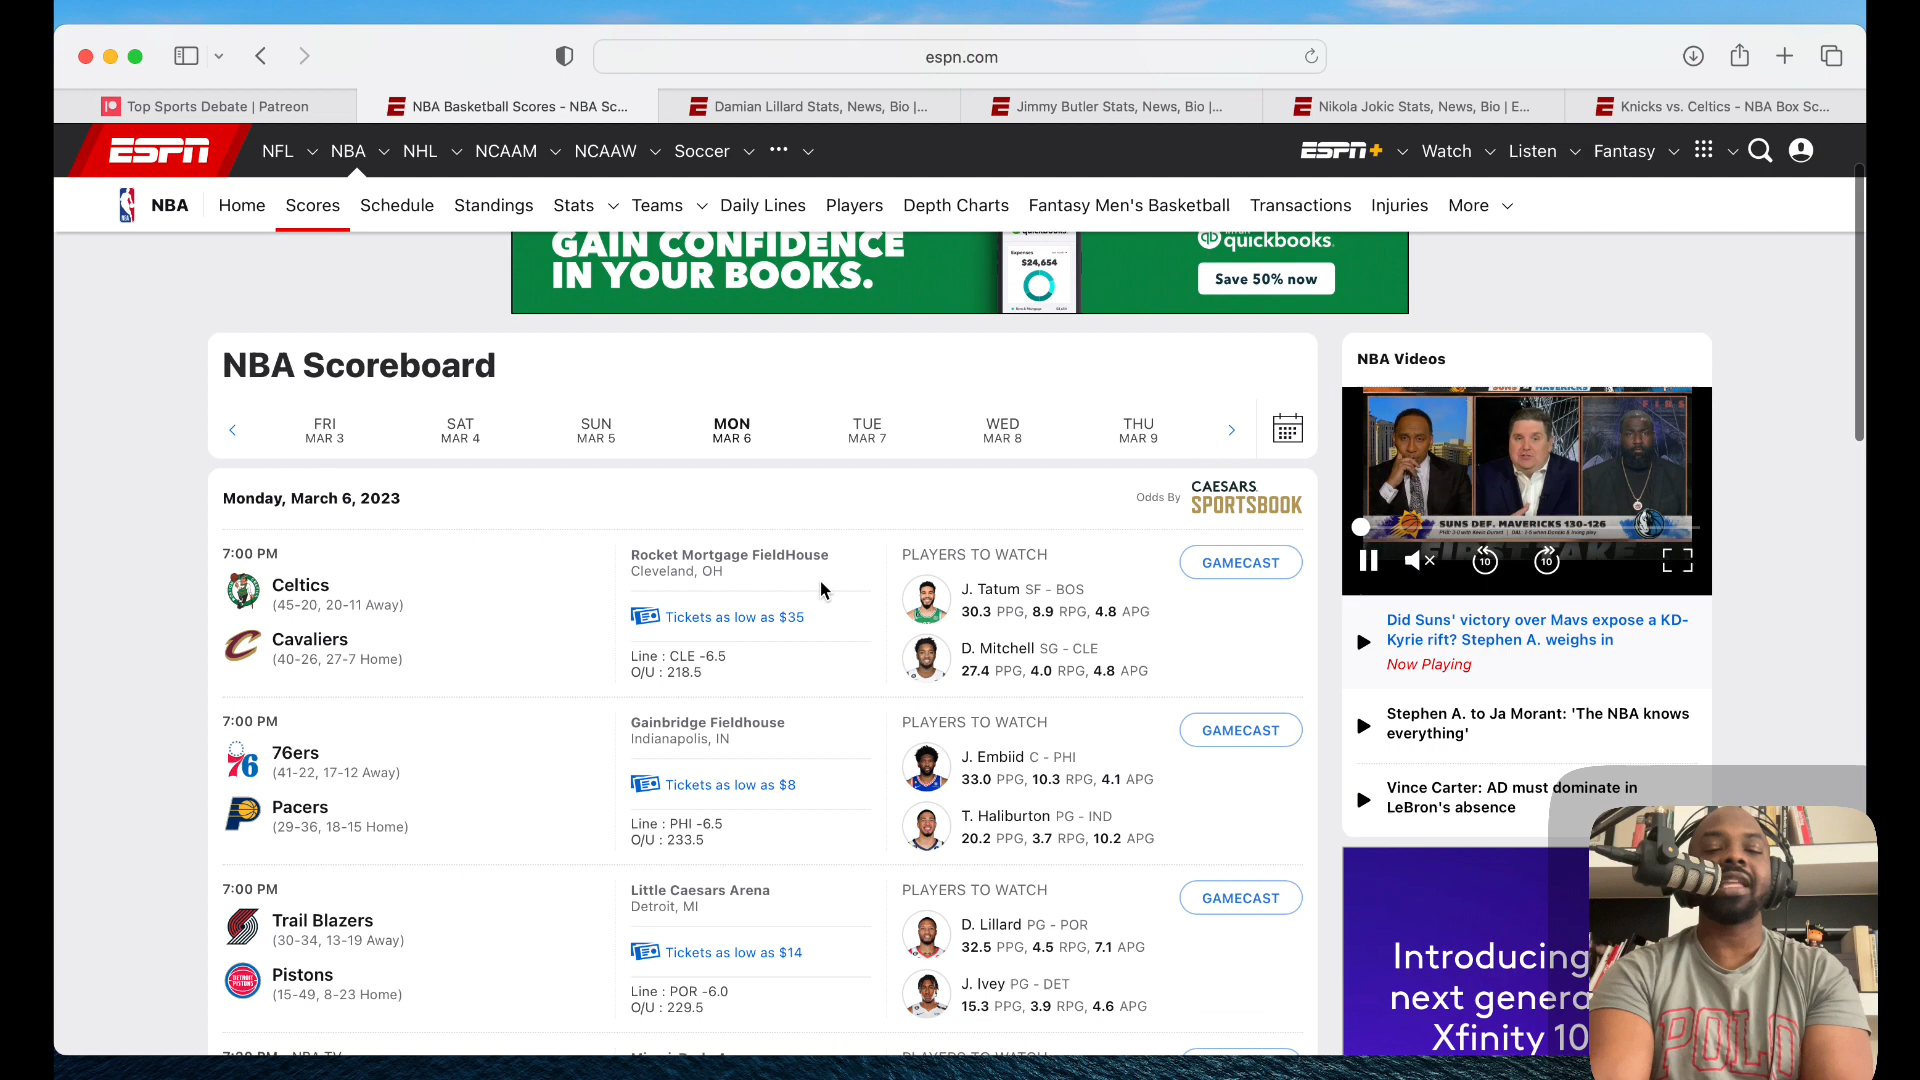 espn.com
Top Sports Debate | Patreon
NBA Basketball Scores - NBA Sc...
Damian Lillard Stats, News, Bio |...
Jimmy Butler Stats, News, Bio |...
Nikola Jokic Stats, News, Bio | E...
Knicks vs. Celtics - NBA Box Sc...
ESPN NFL NBA NHL NCAAM NCAAW Soccer ••• ESPN+ Watch Listen Fantasy
NBA Home Scores Schedule Standings Stats Teams Daily Lines Players Depth Charts Fantasy Men's Basketball Transactions Injuries More
GAIN CONFIDENCE
IN YOUR BOOKS.
Expenses
$24,654
quickbooks.
Save 50% now
NBA Scoreboard
FRI SAT SUN MON TUE WED THU
MAR 3 MAR 4 MAR 5 MAR 6 MAR 7 MAR 8 MAR 9
Monday, March 6, 2023
Odds By CAESARS
SPORTSBOOK
7:00 PM
Celtics
(45-20, 20-11 Away)
Cavaliers
(40-26, 27-7 Home)
Rocket Mortgage FieldHouse
Cleveland, OH
Tickets as low as $35
Line : CLE -6.5
O/U : 218.5
PLAYERS TO WATCH
J. Tatum SF - BOS
30.3 PPG, 8.9 RPG, 4.8 APG
D. Mitchell SG - CLE
27.4 PPG, 4.0 RPG, 4.8 APG
GAMECAST
7:00 PM
76ers
(41-22, 17-12 Away)
Pacers
(29-36, 18-15 Home)
Gainbridge Fieldhouse
Indianapolis, IN
Tickets as low as $8
Line : PHI -6.5
O/U : 233.5
PLAYERS TO WATCH
J. Embiid C - PHI
33.0 PPG, 10.3 RPG, 4.1 APG
T. Haliburton PG - IND
20.2 PPG, 3.7 RPG, 10.2 APG
GAMECAST
7:00 PM
Trail Blazers
(30-34, 13-19 Away)
Pistons
(15-49, 8-23 Home)
Little Caesars Arena
Detroit, MI
Tickets as low as $14
Line : POR -6.0
O/U : 229.5
PLAYERS TO WATCH
D. Lillard PG - POR
32.5 PPG, 4.5 RPG, 7.1 APG
J. Ivey PG - DET
15.3 PPG, 3.9 RPG, 4.6 APG
GAMECAST
NBA Videos
SUNS DEF. MAVERICKS 130-126
FIRST TAKE
10
10
Did Suns' victory over Mavs expose a KD-
Kyrie rift? Stephen A. weighs in
Now Playing
Stephen A. to Ja Morant: 'The NBA knows
everything'
Vince Carter: AD must dominate in
LeBron's absence
Introducing
next genera
Xfinity 10
POLO